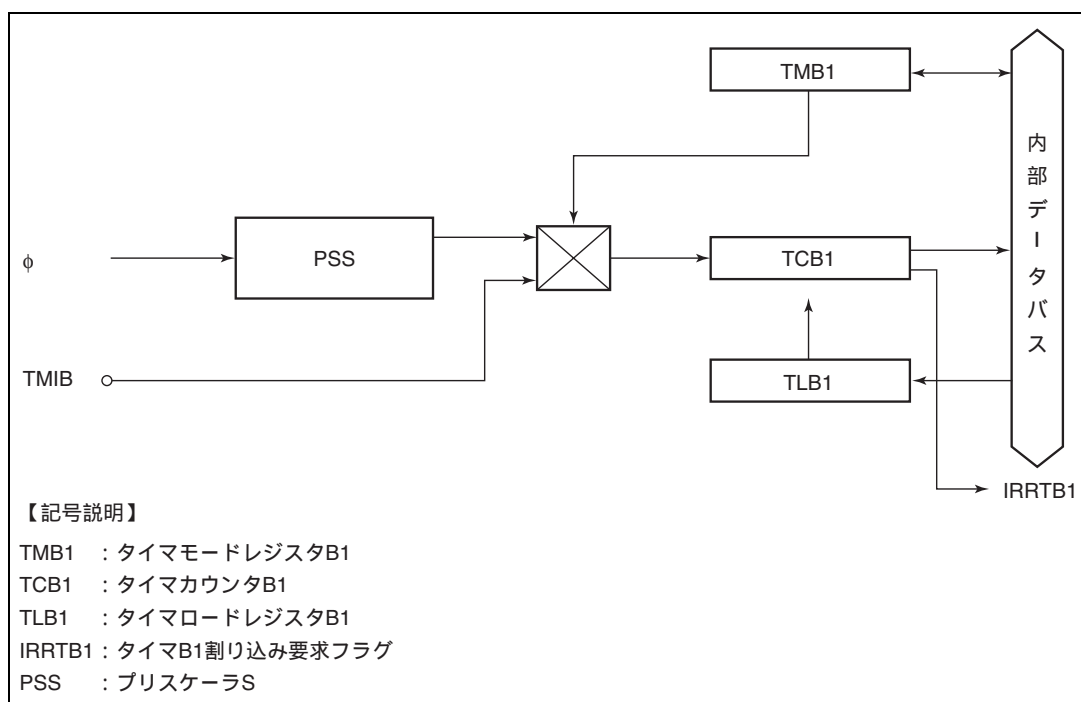 TMB1
内部データバス
φ
PSS
TCB1
TMIB
TLB1
IRRTB1
【記号説明】
TMB1 : タイマモードレジスタB1
TCB1 : タイマカウンタB1
TLB1 : タイマロードレジスタB1
IRRTB1 : タイマB1割り込み要求フラグ
PSS : プリスケーラS